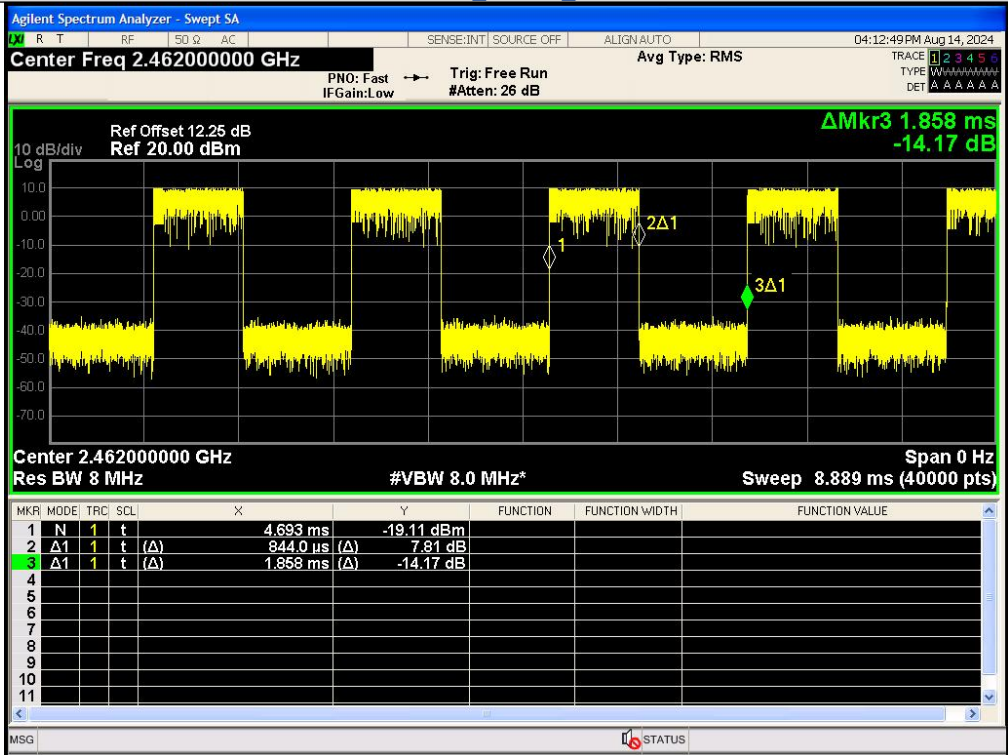 Agilent Spectrum Analyzer - Swept SA
LXI R T RF 50 Ω AC SENSE:INT SOURCE OFF ALIGN AUTO 04:12:49 PM Aug 14, 2024
Center Freq 2.462000000 GHz
PNO: Fast
IFGain:Low
Trig: Free Run
#Atten: 26 dB
Avg Type: RMS
TRACE 1 2 3 4 5 6
TYPE WWWWWW
DET A A A A A A
ΔMkr3 1.858 ms
-14.17 dB
Ref Offset 12.25 dB
10 dB/div Ref 20.00 dBm
Log
10.0
0.00
-10.0
-20.0
-30.0
-40.0
-50.0
-60.0
-70.0
1
2Δ1
3Δ1
Center 2.462000000 GHz Span 0 Hz
Res BW 8 MHz #VBW 8.0 MHz* Sweep 8.889 ms (40000 pts)
MKR MODE TRC SCL X Y FUNCTION FUNCTION WIDTH FUNCTION VALUE
1 N 1 t 4.693 ms -19.11 dBm
2 Δ1 1 t (Δ) 844.0 µs (Δ) 7.81 dB
3 Δ1 1 t (Δ) 1.858 ms (Δ) -14.17 dB
4
5
6
7
8
9
10
11
MSG STATUS